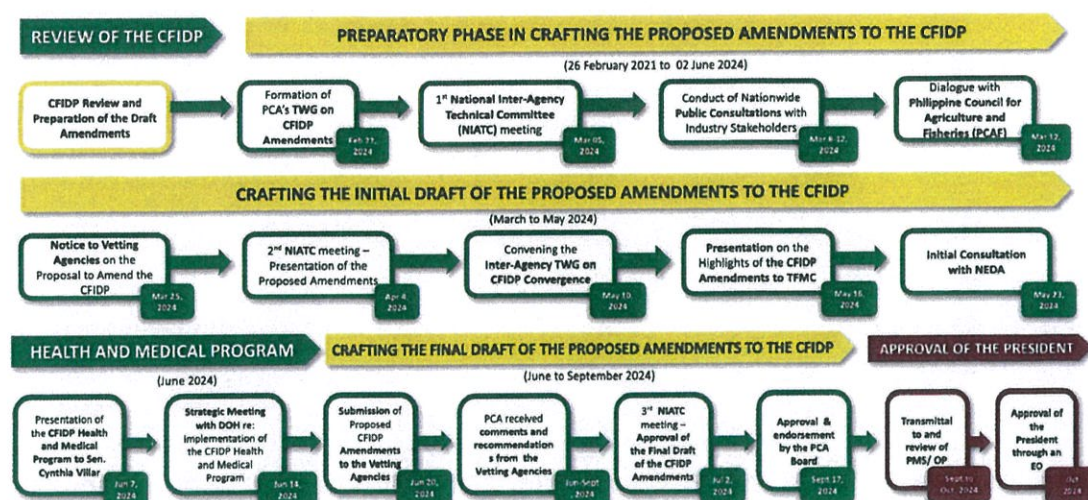 REVIEW OF THE CFIDP
PREPARATORY PHASE IN CRAFTING THE PROPOSED AMENDMENTS TO THE CFIDP
(26 February 2021 to 02 June 2024)
CFIDP Review and
Preparation of the Draft
Amendments
Formation of
PCA's TWG on
CFIDP
Amendments
2024
1st National Inter-Agency
Technical Committee
(NIATC) meeting
Mar 05,
2024
Conduct of Nationwide
Public Consultations with
Industry Stakeholders
Mar 6-12,
2024
Dialogue with
Philippine Council for
Agriculture and
Fisheries (PCAF)
Mar 12,
2024
CRAFTING THE INITIAL DRAFT OF THE PROPOSED AMENDMENTS TO THE CFIDP
(March to May 2024)
Notice to Vetting
Agencies on the
Proposal to Amend the
CFIDP
Mar 25,
2024
2nd NIATC meeting –
Presentation of the
Proposed Amendments
Apr 4,
2024
Convening the
Inter-Agency TWG on
CFIDP Convergence
May 10,
2024
Presentation on the
Highlights of the CFIDP
Amendments to TFMC
May 16,
2024
Initial Consultation
with NEDA
May 23,
2024
HEALTH AND MEDICAL PROGRAM
CRAFTING THE FINAL DRAFT OF THE PROPOSED AMENDMENTS TO THE CFIDP
APPROVAL OF THE PRESIDENT
(June 2024)
(June to September 2024)
Presentation of
the CFIDP Health
and Medical
Program to Sen.
Cynthia Villar
Jun 7,
2024
Strategic Meeting
with DOH re:
implementation of
the CFIDP Health
and Medical
Program
Jun 14,
2024
Submission of
Proposed
CFIDP
Amendments
to the Vetting
Agencies
Jun 20,
2024
PCA received
comments and
recommendation
s from the
Vetting Agencies
Jun-Sept
2024
3rd NIATC
meeting –
Approval of
the Final Draft
of the CFIDP
Amendments
Jul 2,
2024
Approval &
endorsement
by the PCA
Board
Sept 17,
2024
Transmittal
to and
review of
PMS/ OP
Oct, 2024
Approval of
the
President
through an
EO
Oct
2024